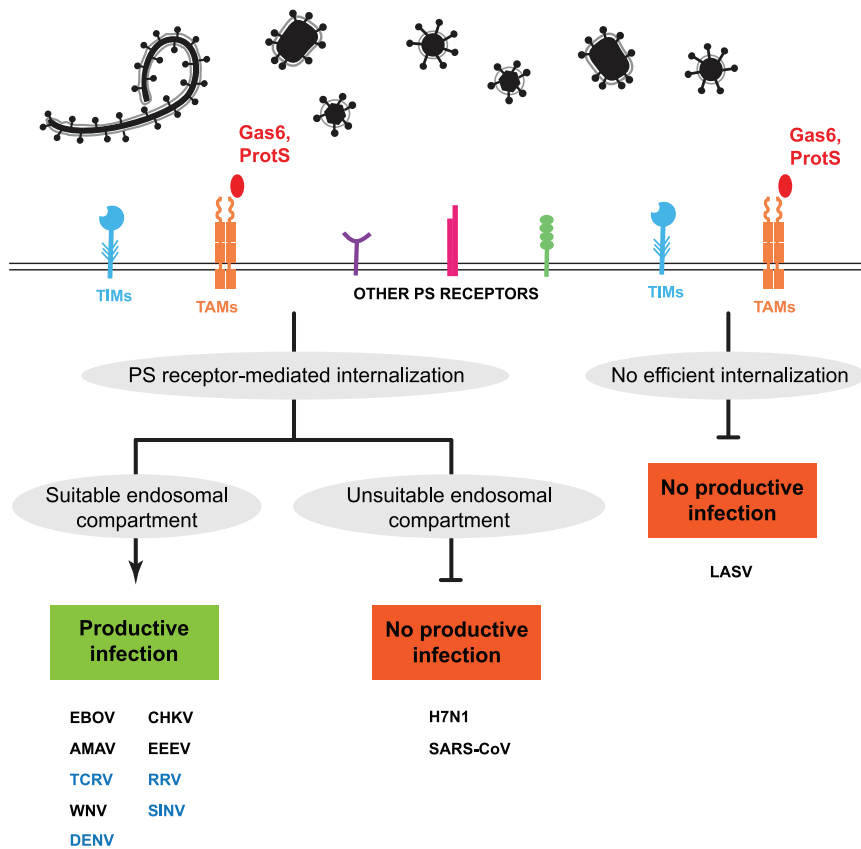 Gas6,
ProtS
Gas6,
ProtS
TIMs
TAMs
OTHER PS RECEPTORS
TIMs
TAMs
PS receptor-mediated internalization
No efficient internalization
Suitable endosomal
compartment
Unsuitable endosomal
compartment
No productive
infection
LASV
Productive
infection
No productive
infection
EBOV CHKV
AMAV EEEV
TCRV RRV
WNV SINV
DENV
H7N1
SARS-CoV